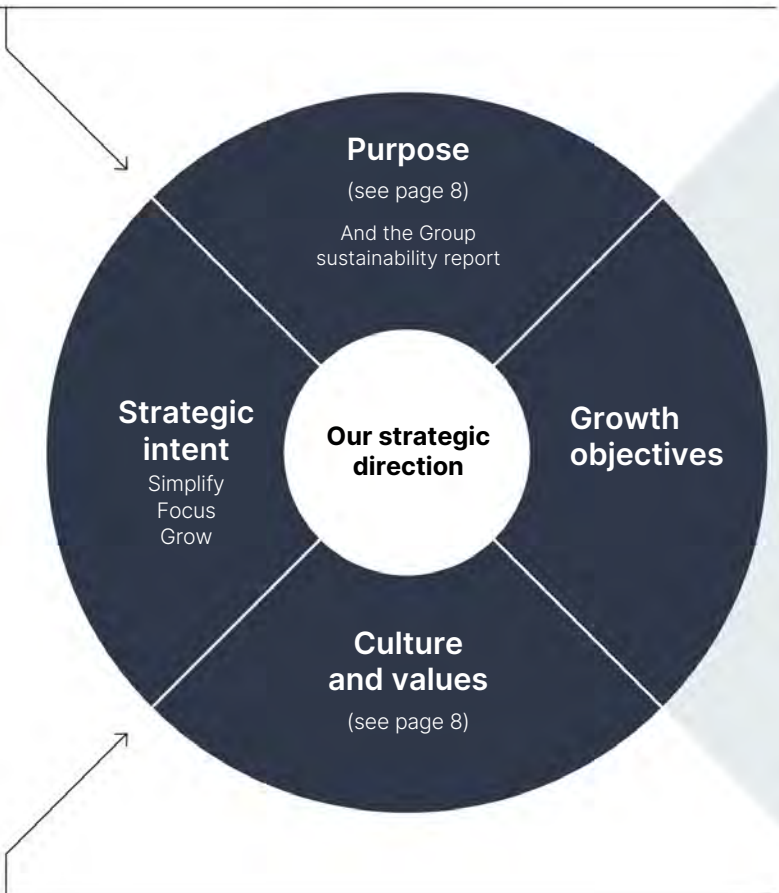 Purpose
(see page 8)
And the Group
sustainability report
Strategic
intent
Simplify
Focus
Grow
Our strategic
direction
Growth
objectives
Culture
and values
(see page 8)